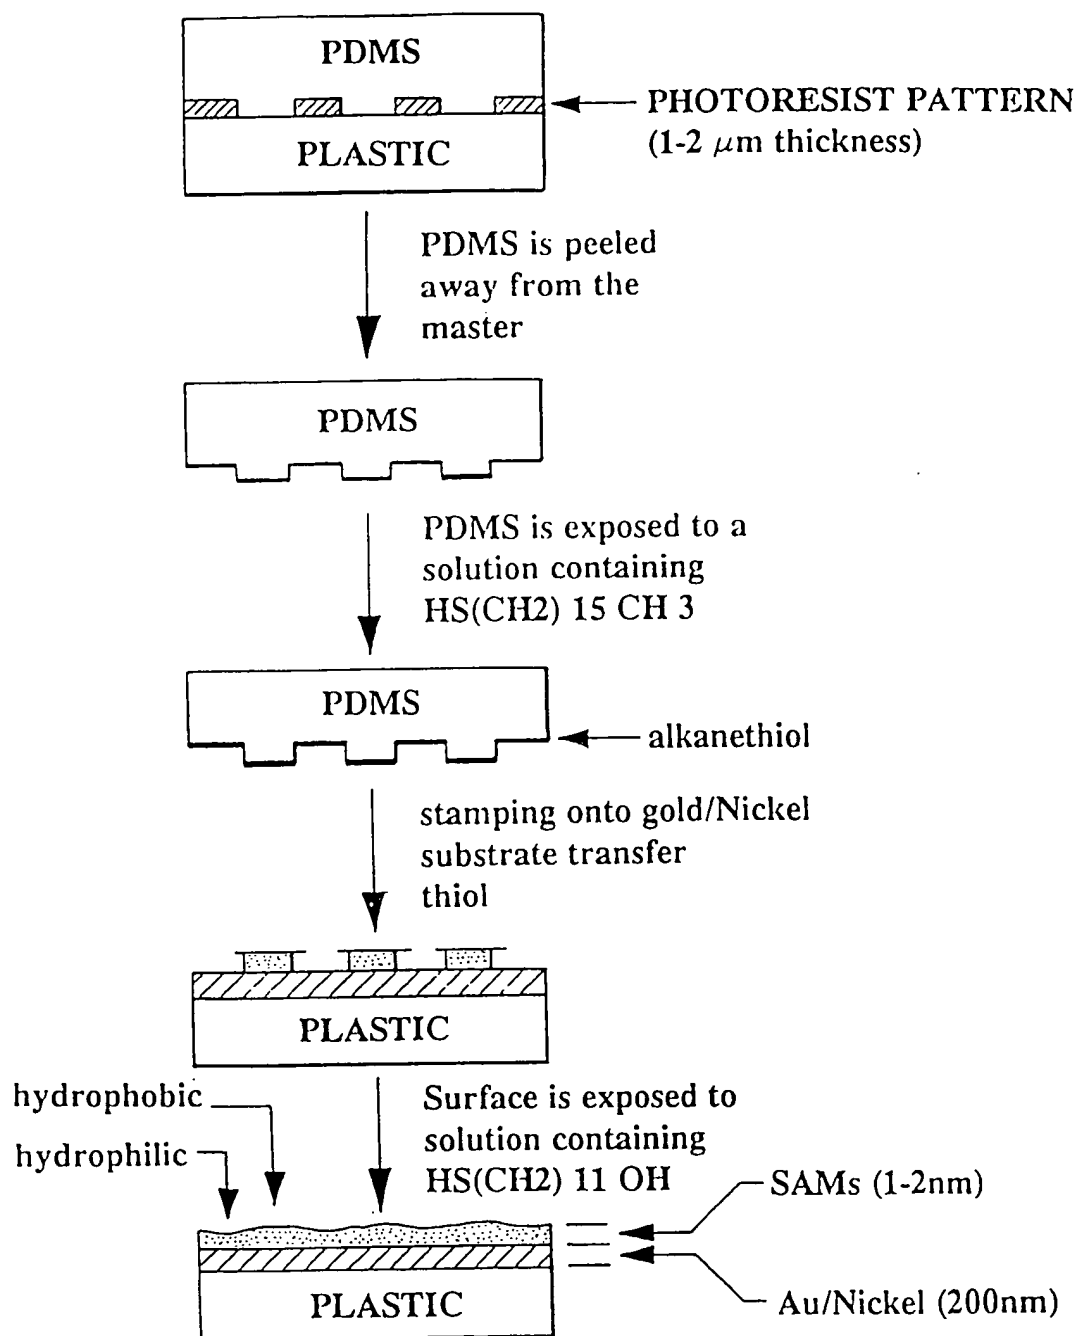 PDMS
PHOTORESIST PATTERN
(1-2 μm thickness)
PLASTIC
PDMS is peeled
away from the
master
PDMS
PDMS is exposed to a
solution containing
HS(CH2) 15 CH 3
PDMS
alkanethiol
stamping onto gold/Nickel
substrate transfer
thiol
PLASTIC
hydrophobic
hydrophilic
Surface is exposed to
solution containing
HS(CH2) 11 OH
SAMs (1-2nm)
Au/Nickel (200nm)
PLASTIC